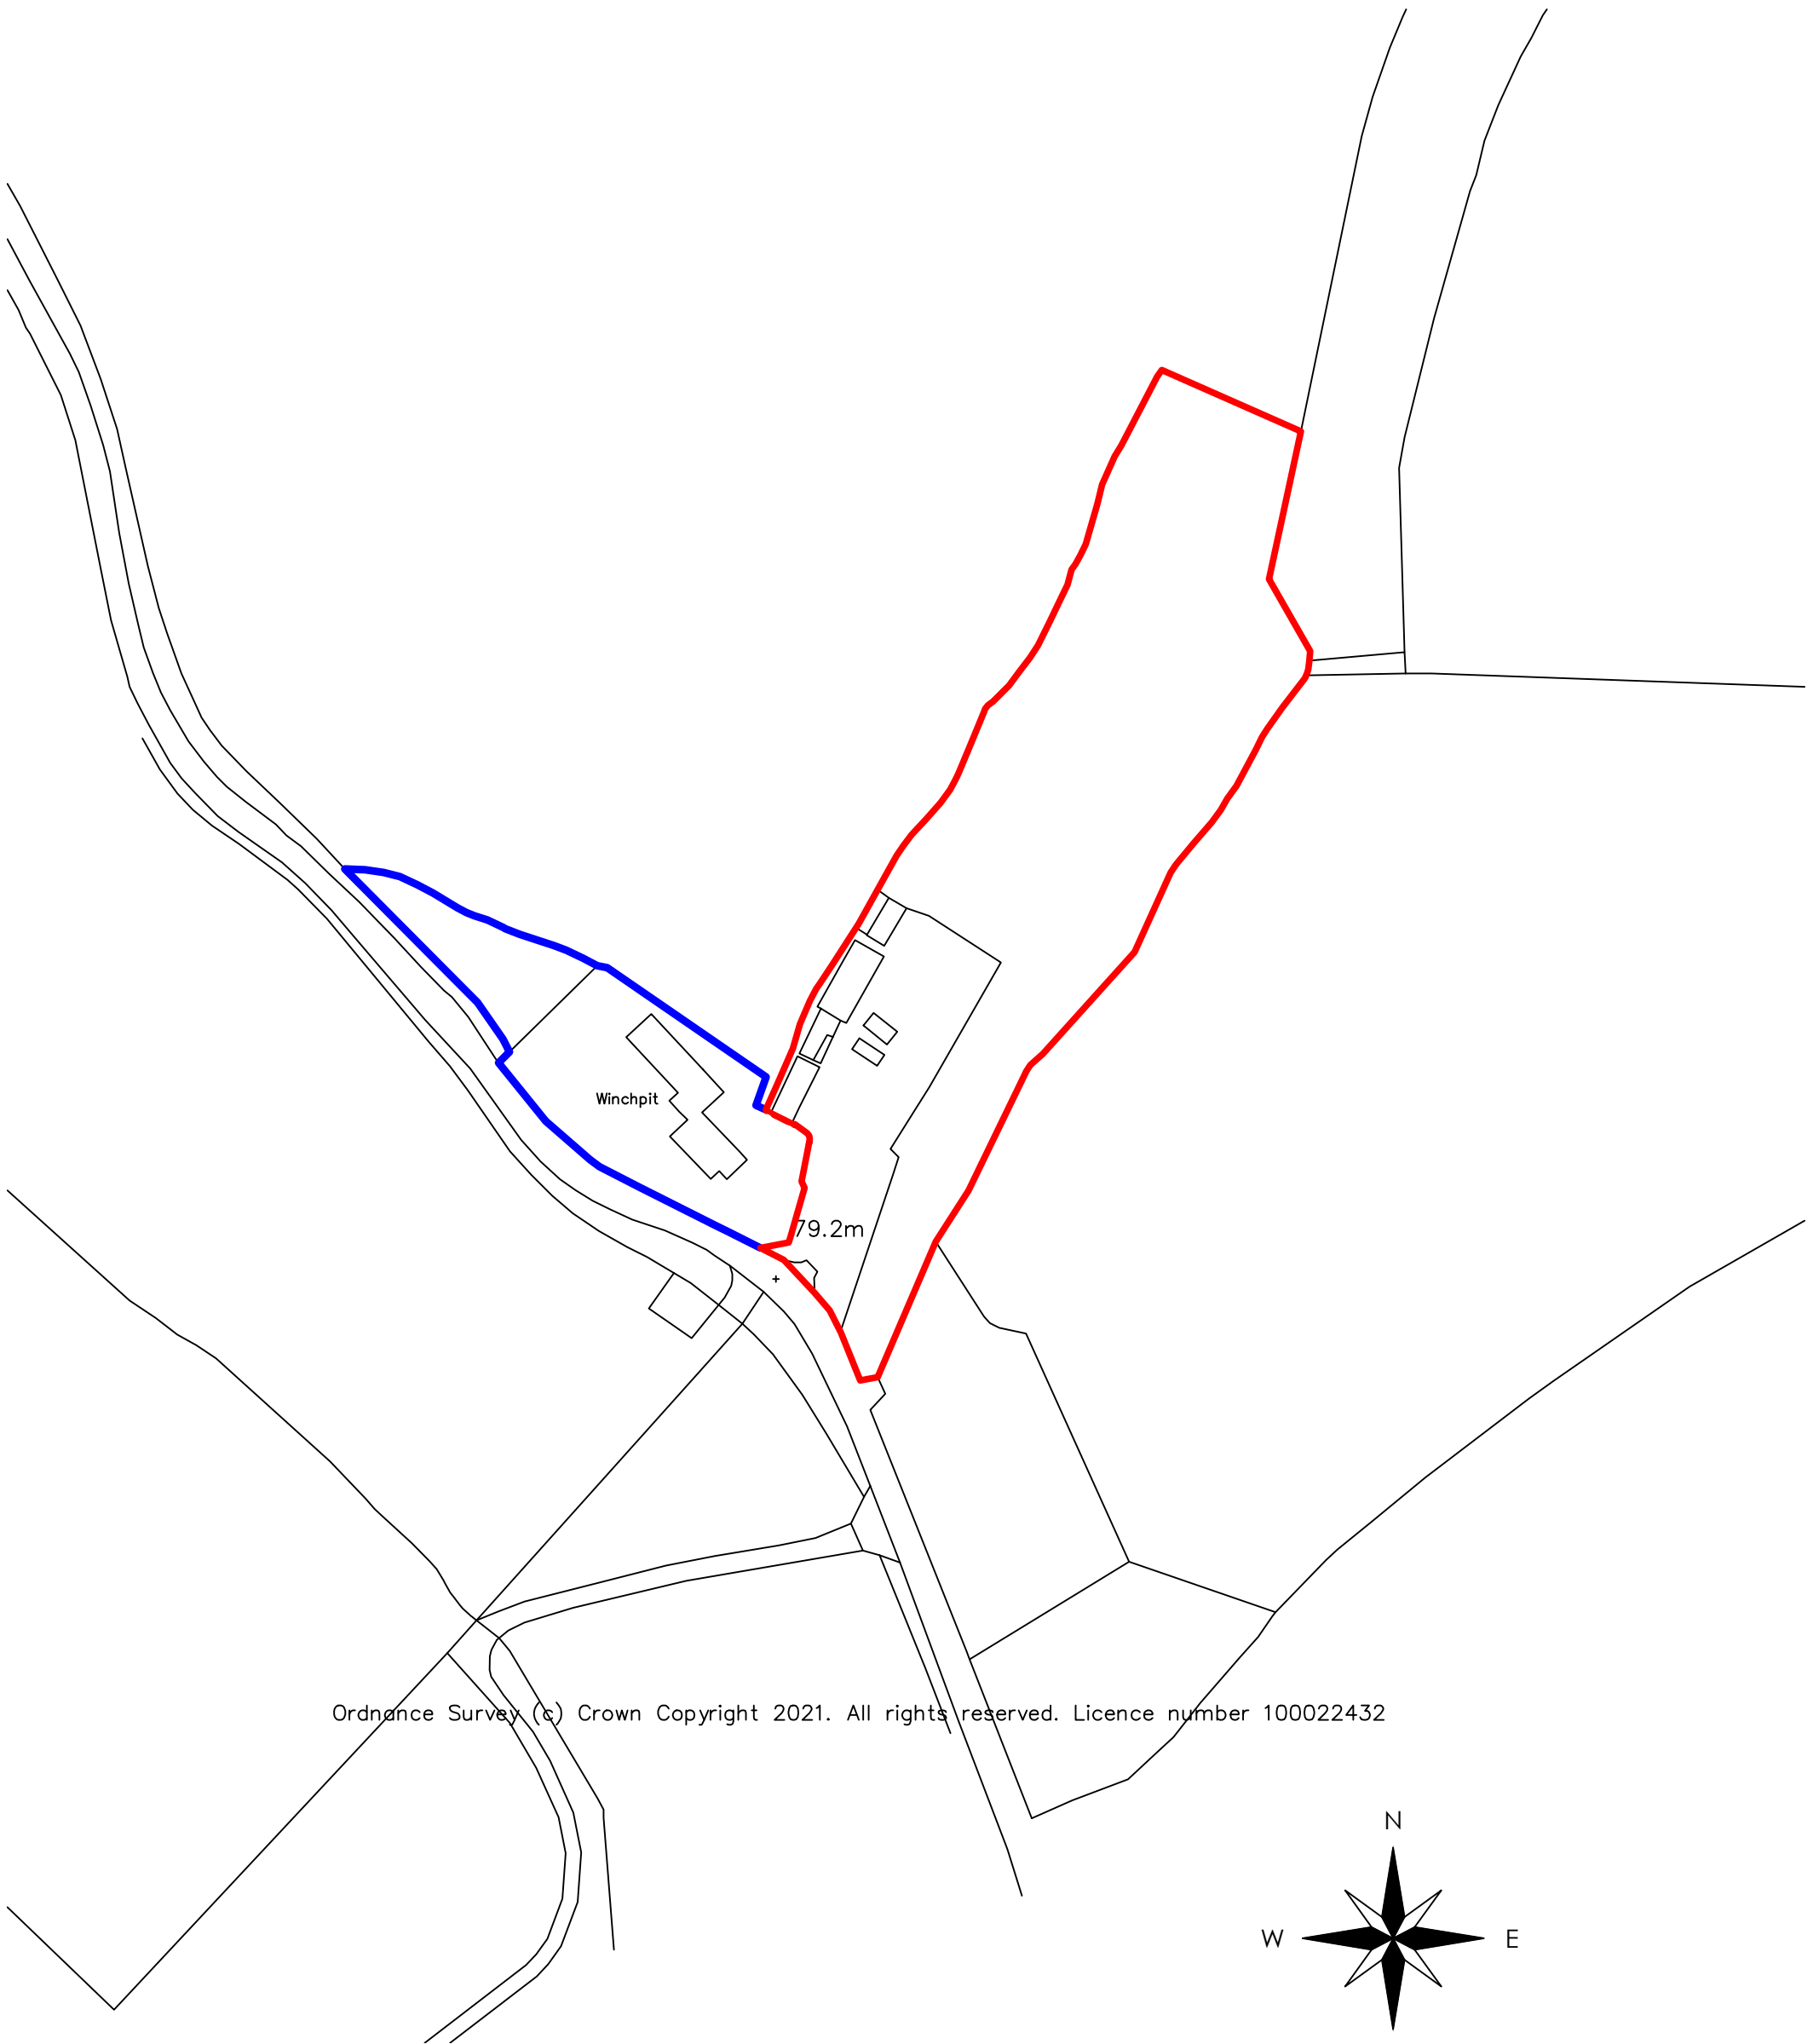 Winchpit
79.2m
Ordnance Survey (c) Crown Copyright 2021. All rights reserved. Licence number 100022432
N
W
E